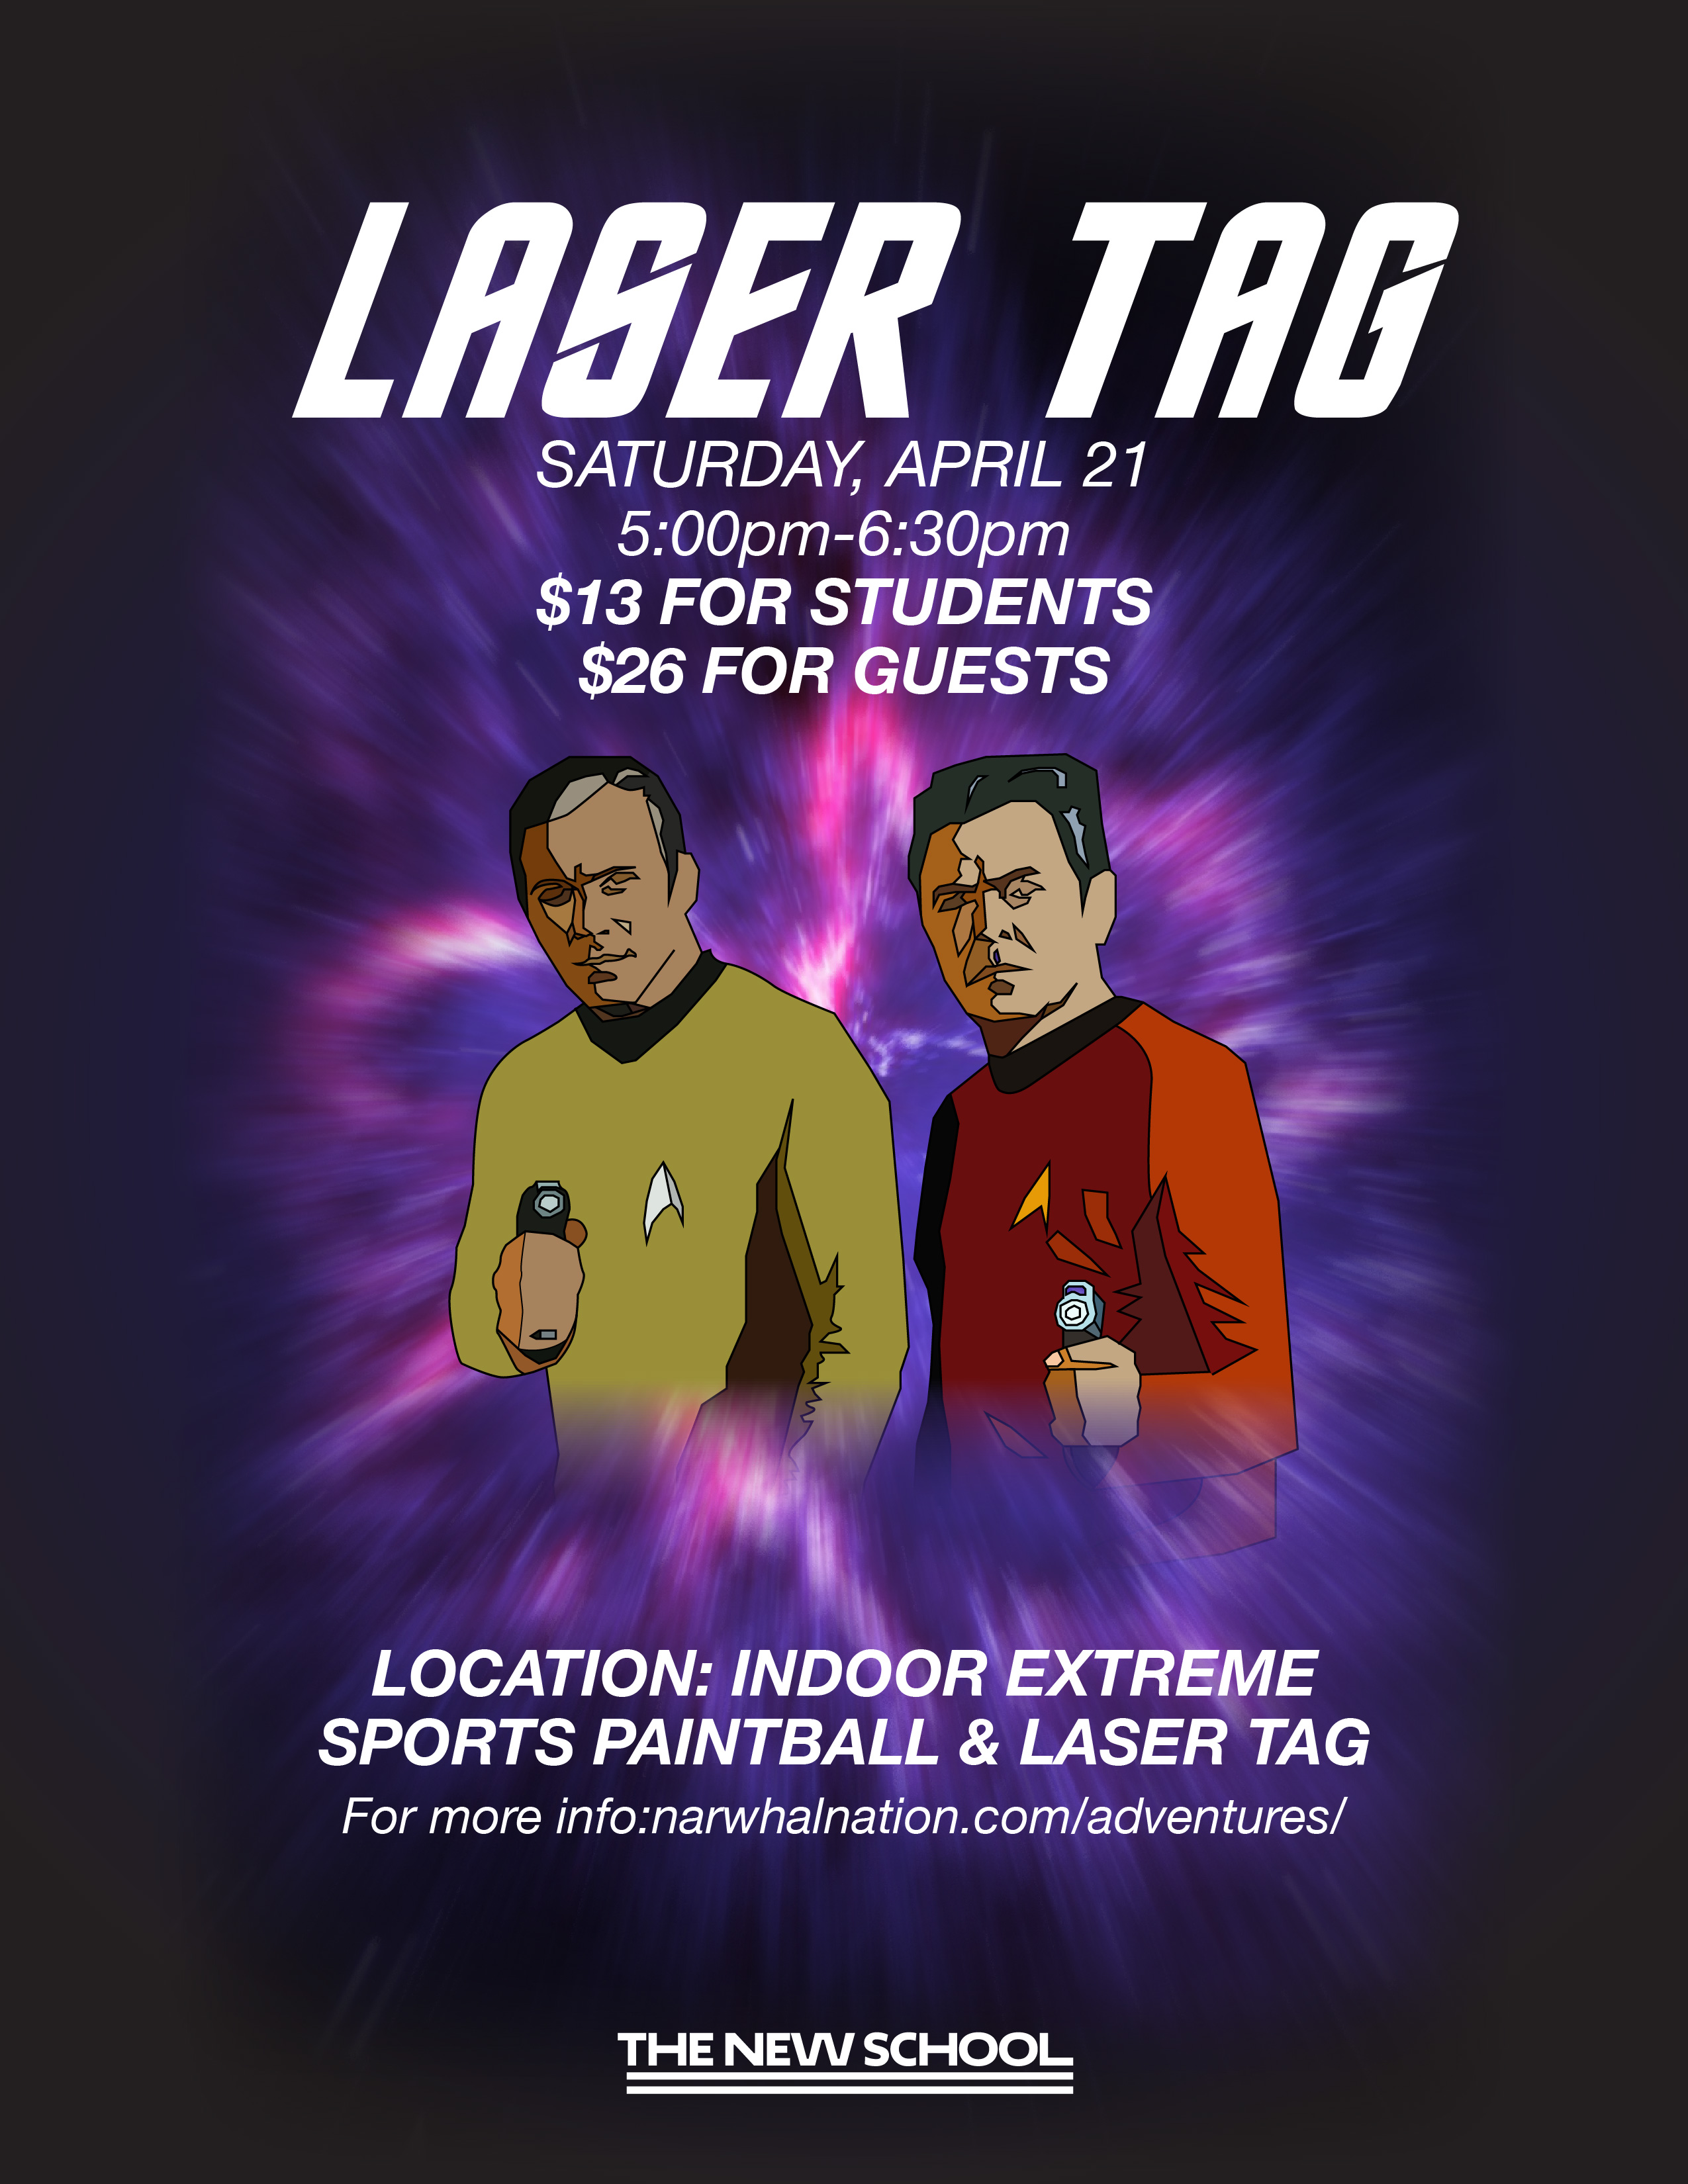 LASER TAG
SATURDAY, APRIL 21
5:00pm-6:30pm
$13 FOR STUDENTS
$26 FOR GUESTS
LOCATION: INDOOR EXTREME
SPORTS PAINTBALL & LASER TAG
For more info:narwhalnation.com/adventures/
THE NEW SCHOOL